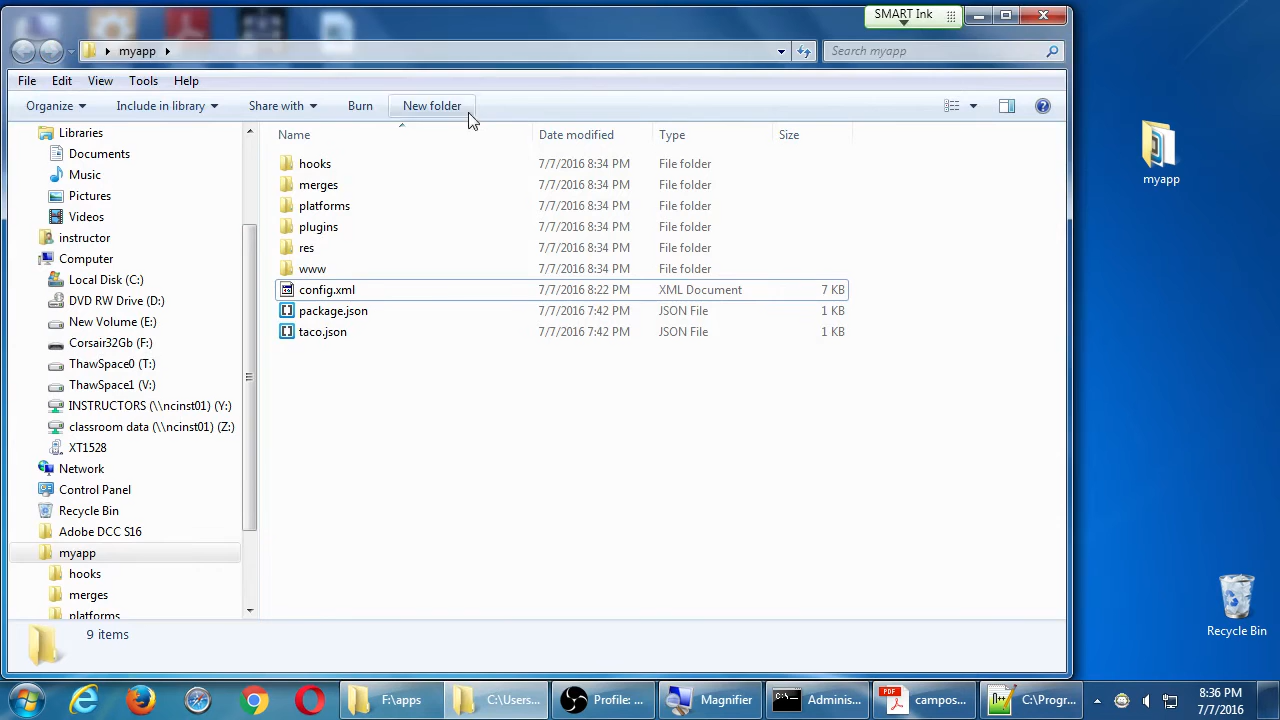 SMART Ink
myapp
Search myapp
File Edit View Tools Help
Organize Include in library Share with Burn New folder
Name Date modified Type Size
Libraries
Documents
Music
Pictures
Videos
instructor
Computer
Local Disk (C:)
DVD RW Drive (D:)
New Volume (E:)
Corsair32Gb (F:)
ThawSpace0 (T:)
ThawSpace1 (V:)
INSTRUCTORS (\\ncinst01) (Y:)
classroom data (\\ncinst01) (Z:)
XT1528
Network
Control Panel
Recycle Bin
Adobe DCC S16
myapp
hooks
merges
platforms
hooks 7/7/2016 8:34 PM File folder
merges 7/7/2016 8:34 PM File folder
platforms 7/7/2016 8:34 PM File folder
plugins 7/7/2016 8:34 PM File folder
res 7/7/2016 8:34 PM File folder
www 7/7/2016 8:34 PM File folder
config.xml 7/7/2016 8:22 PM XML Document 7 KB
package.json 7/7/2016 7:42 PM JSON File 1 KB
taco.json 7/7/2016 7:42 PM JSON File 1 KB
9 items
myapp
Recycle Bin
F:\apps C:\Users... Profile: ... Magnifier Adminis... campos... C:\Progr...
8:36 PM
7/7/2016